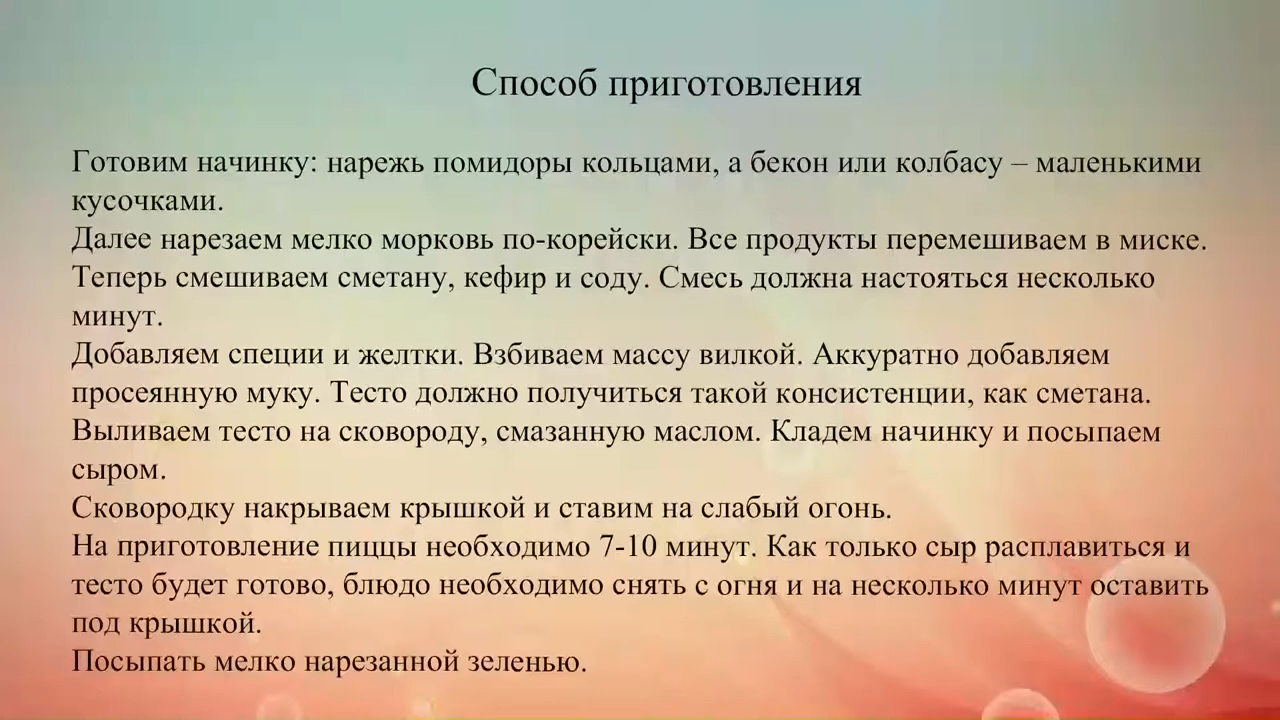 Способ приготовления
Готовим начинку: нарежь помидоры кольцами, а бекон или колбасу – маленькими
кусочками.
Далее нарезаем мелко морковь по-корейски. Все продукты перемешиваем в миске.
Теперь смешиваем сметану, кефир и соду. Смесь должна настояться несколько
минут.
Добавляем специи и желтки. Взбиваем массу вилкой. Аккуратно добавляем
просеянную муку. Тесто должно получиться такой консистенции, как сметана.
Выливаем тесто на сковороду, смазанную маслом. Кладем начинку и посыпаем
сыром.
Сковородку накрываем крышкой и ставим на слабый огонь.
На приготовление пиццы необходимо 7-10 минут. Как только сыр расплавиться и
тесто будет готово, блюдо необходимо снять с огня и на несколько минут оставить
под крышкой.
Посыпать мелко нарезанной зеленью.